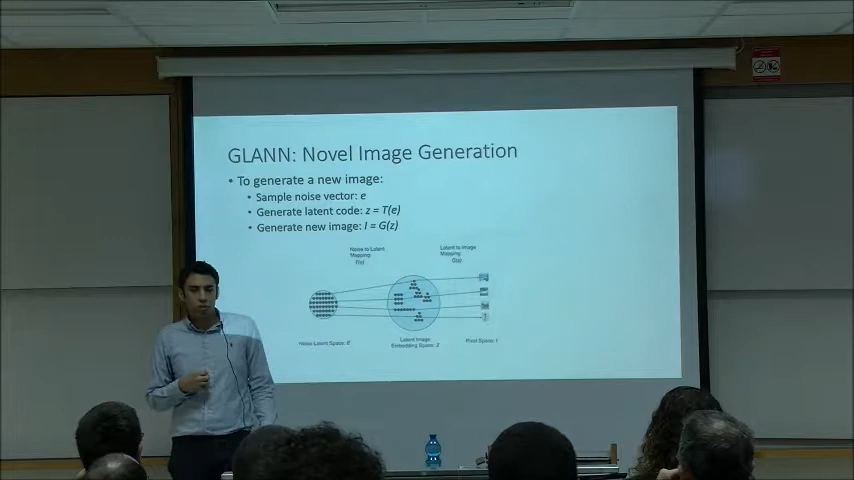 GLANN: Novel Image Generation
• To generate a new image:
• Sample noise vector: e
• Generate latent code: z = T(e)
• Generate new image: I = G(z)
Noise to Latent
Mapping
T(e)
Latent to Image
Mapping
G(z)
Noise Latent Space: E
Latent Image
Embedding Space: Z
Pixel Space: I